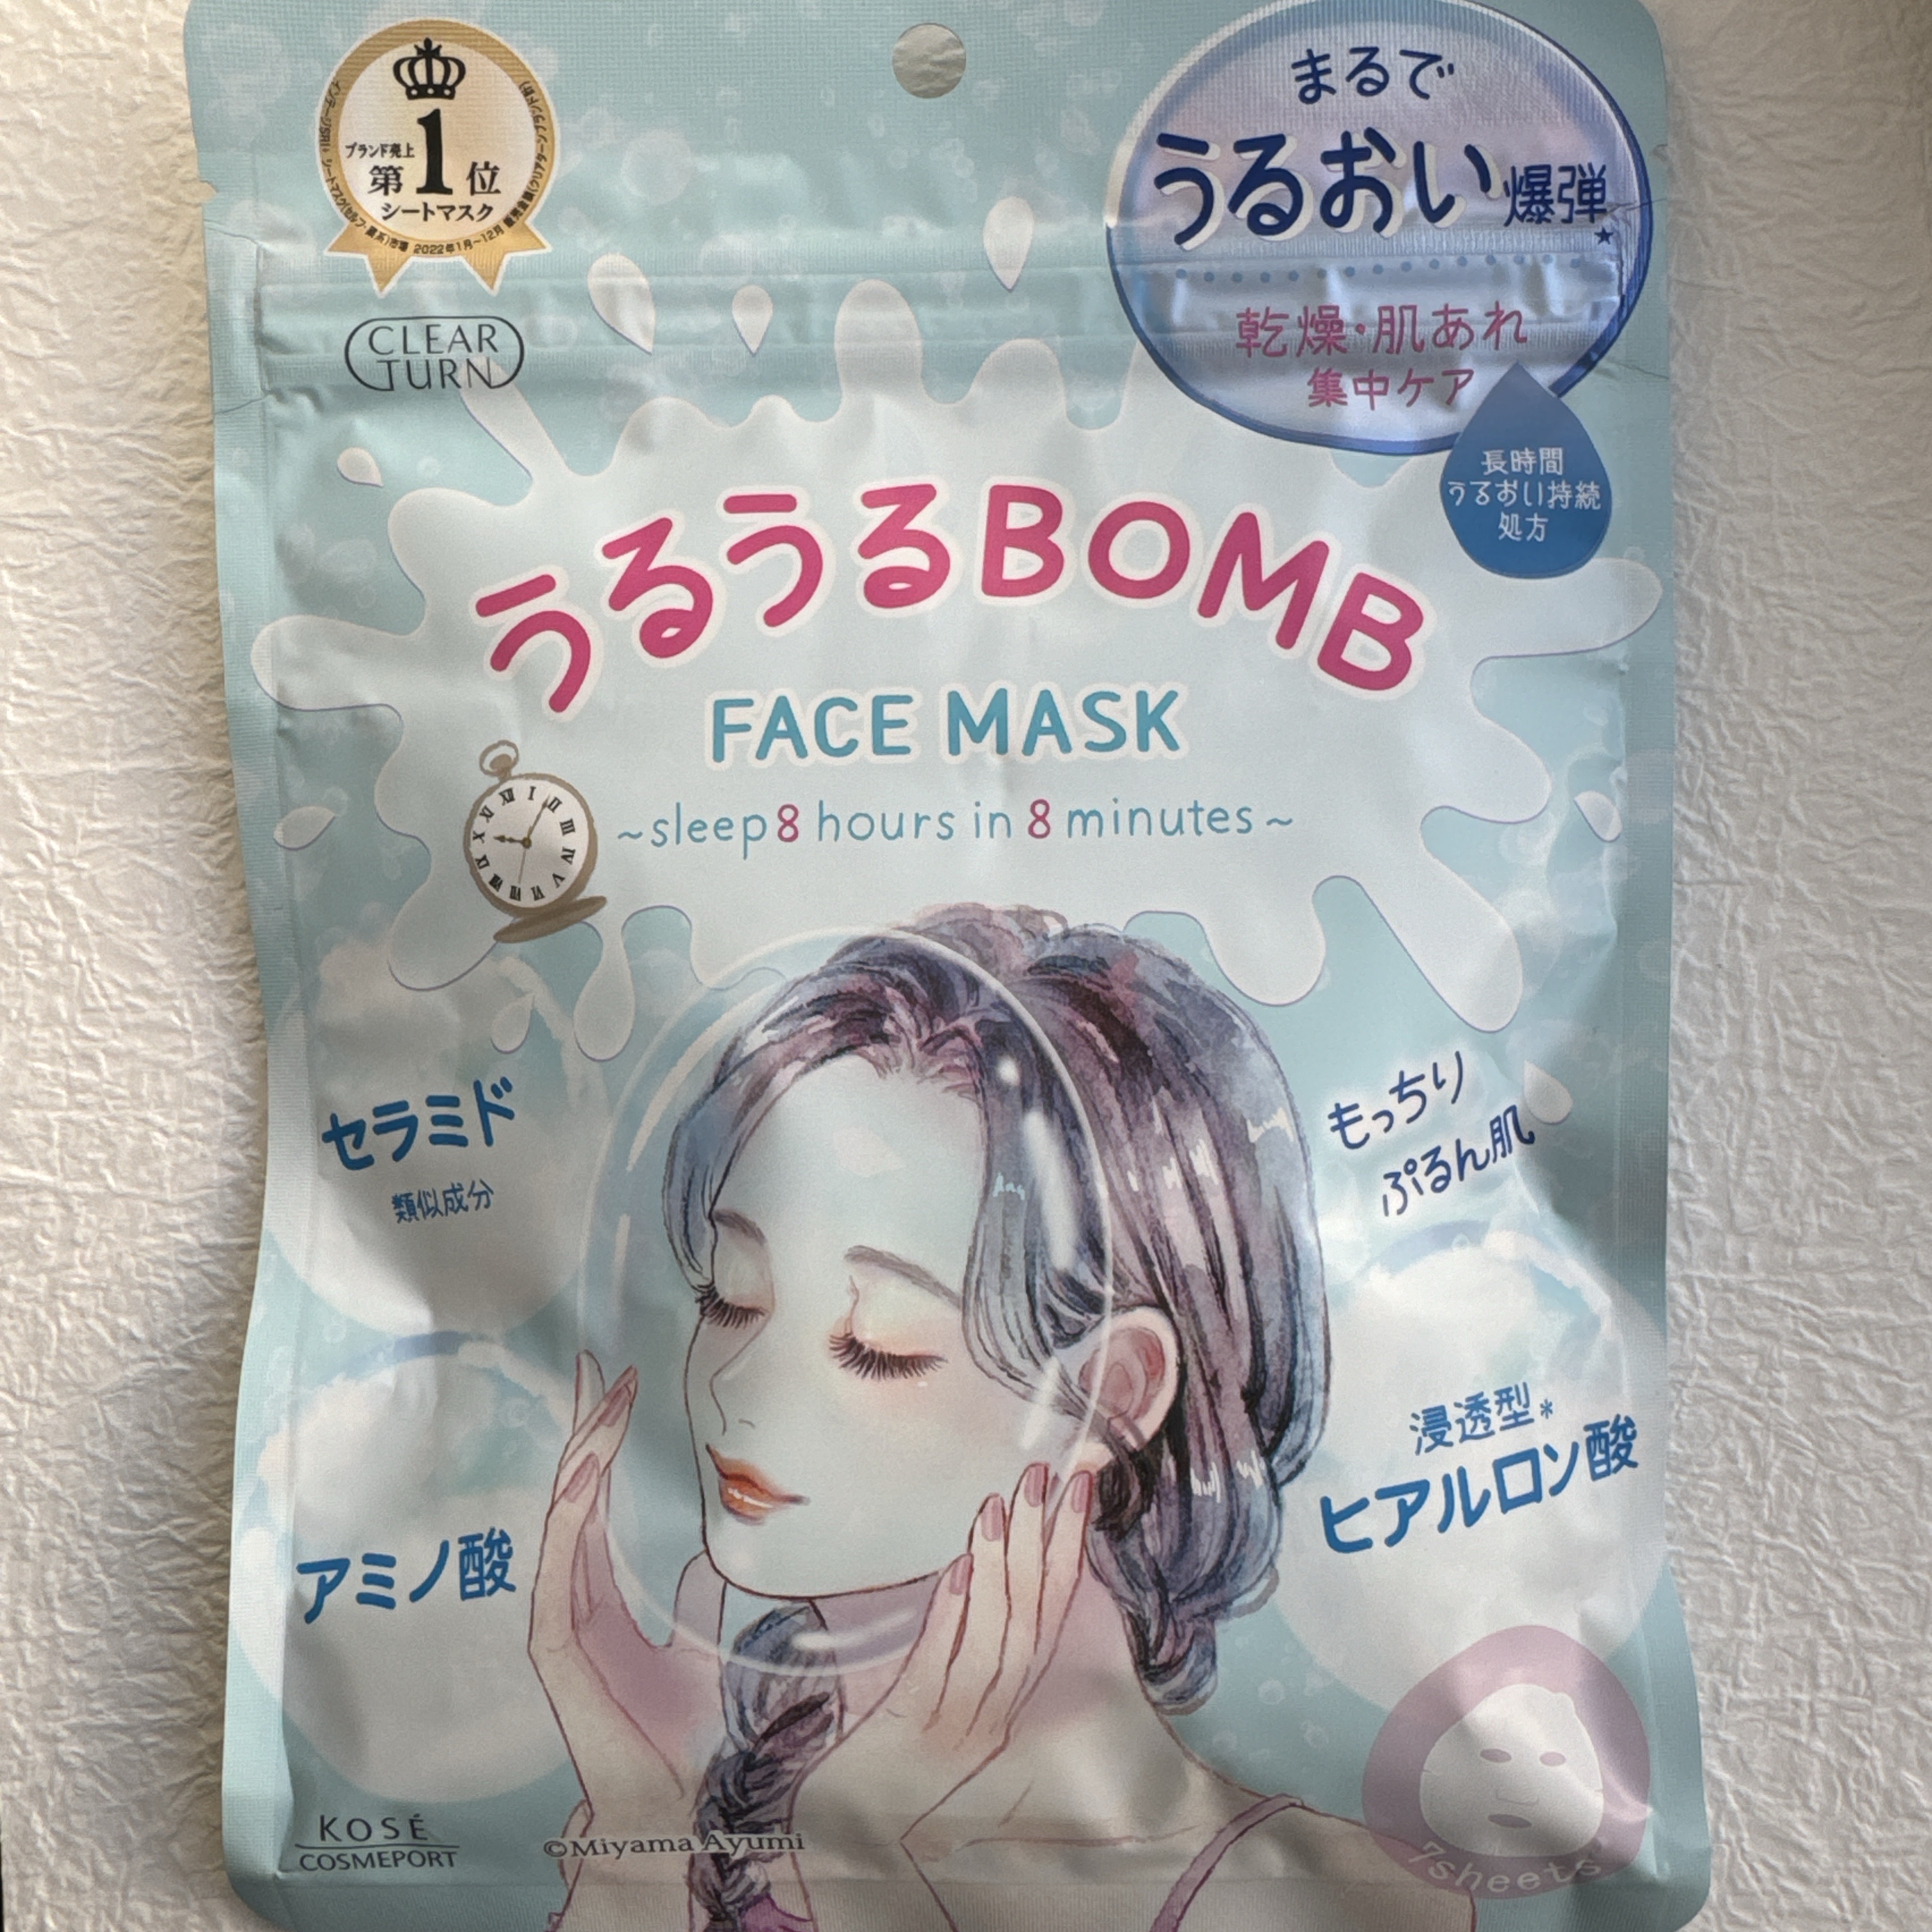 ブランド売上
第1位
シートマスク
2022年1月~12月
CLEAR
TURN
まるで
うるおい爆弾★
乾燥・肌あれ
集中ケア
長時間
うるおい持続
処方
うるうるBOMB
FACE MASK
~sleep 8 hours in 8 minutes~
セラミド
類似成分
もっちり
ぷるん肌
アミノ酸
浸透型*
ヒアルロン酸
7sheets
KOSÉ
COSMEPORT
©Miyama Ayumi